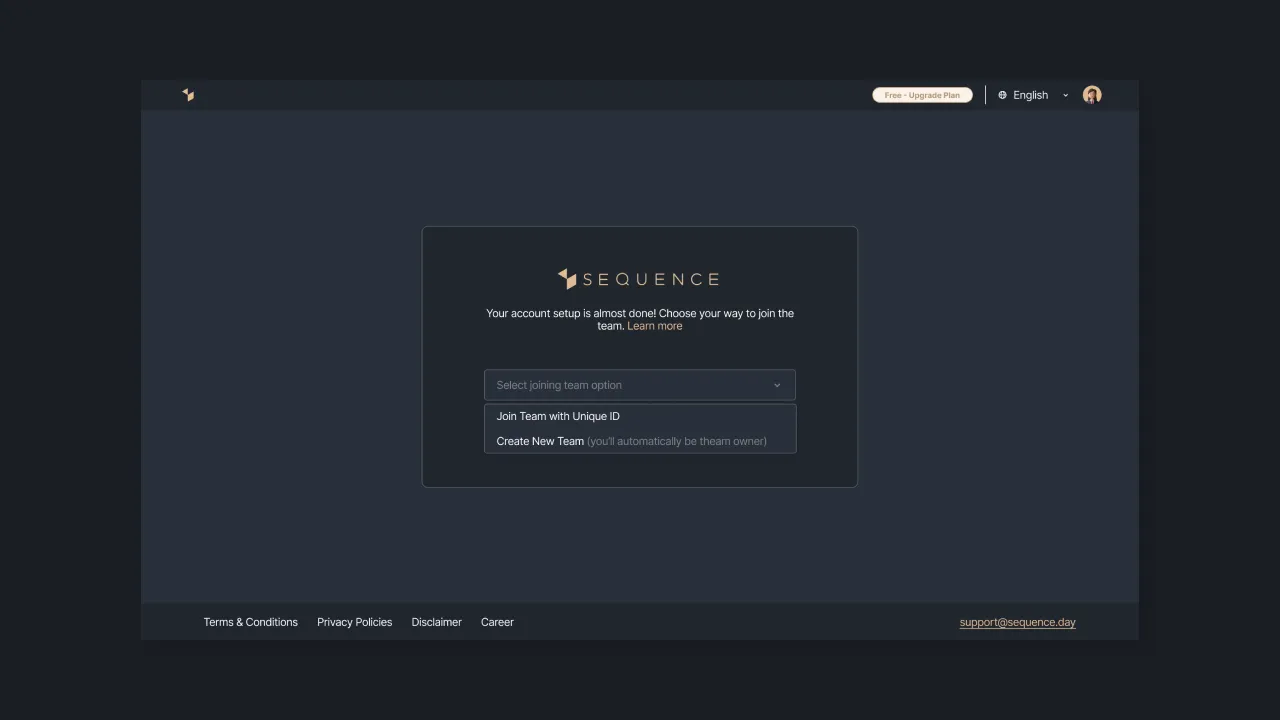 Free - Upgrade Plan
English
SEQUENCE
Your account setup is almost done! Choose your way to join the
team. Learn more
Select joining team option
Join Team with Unique ID
Create New Team (you'll automatically be theam owner)
Terms & Conditions
Privacy Policies
Disclaimer
Career
support@sequence.day